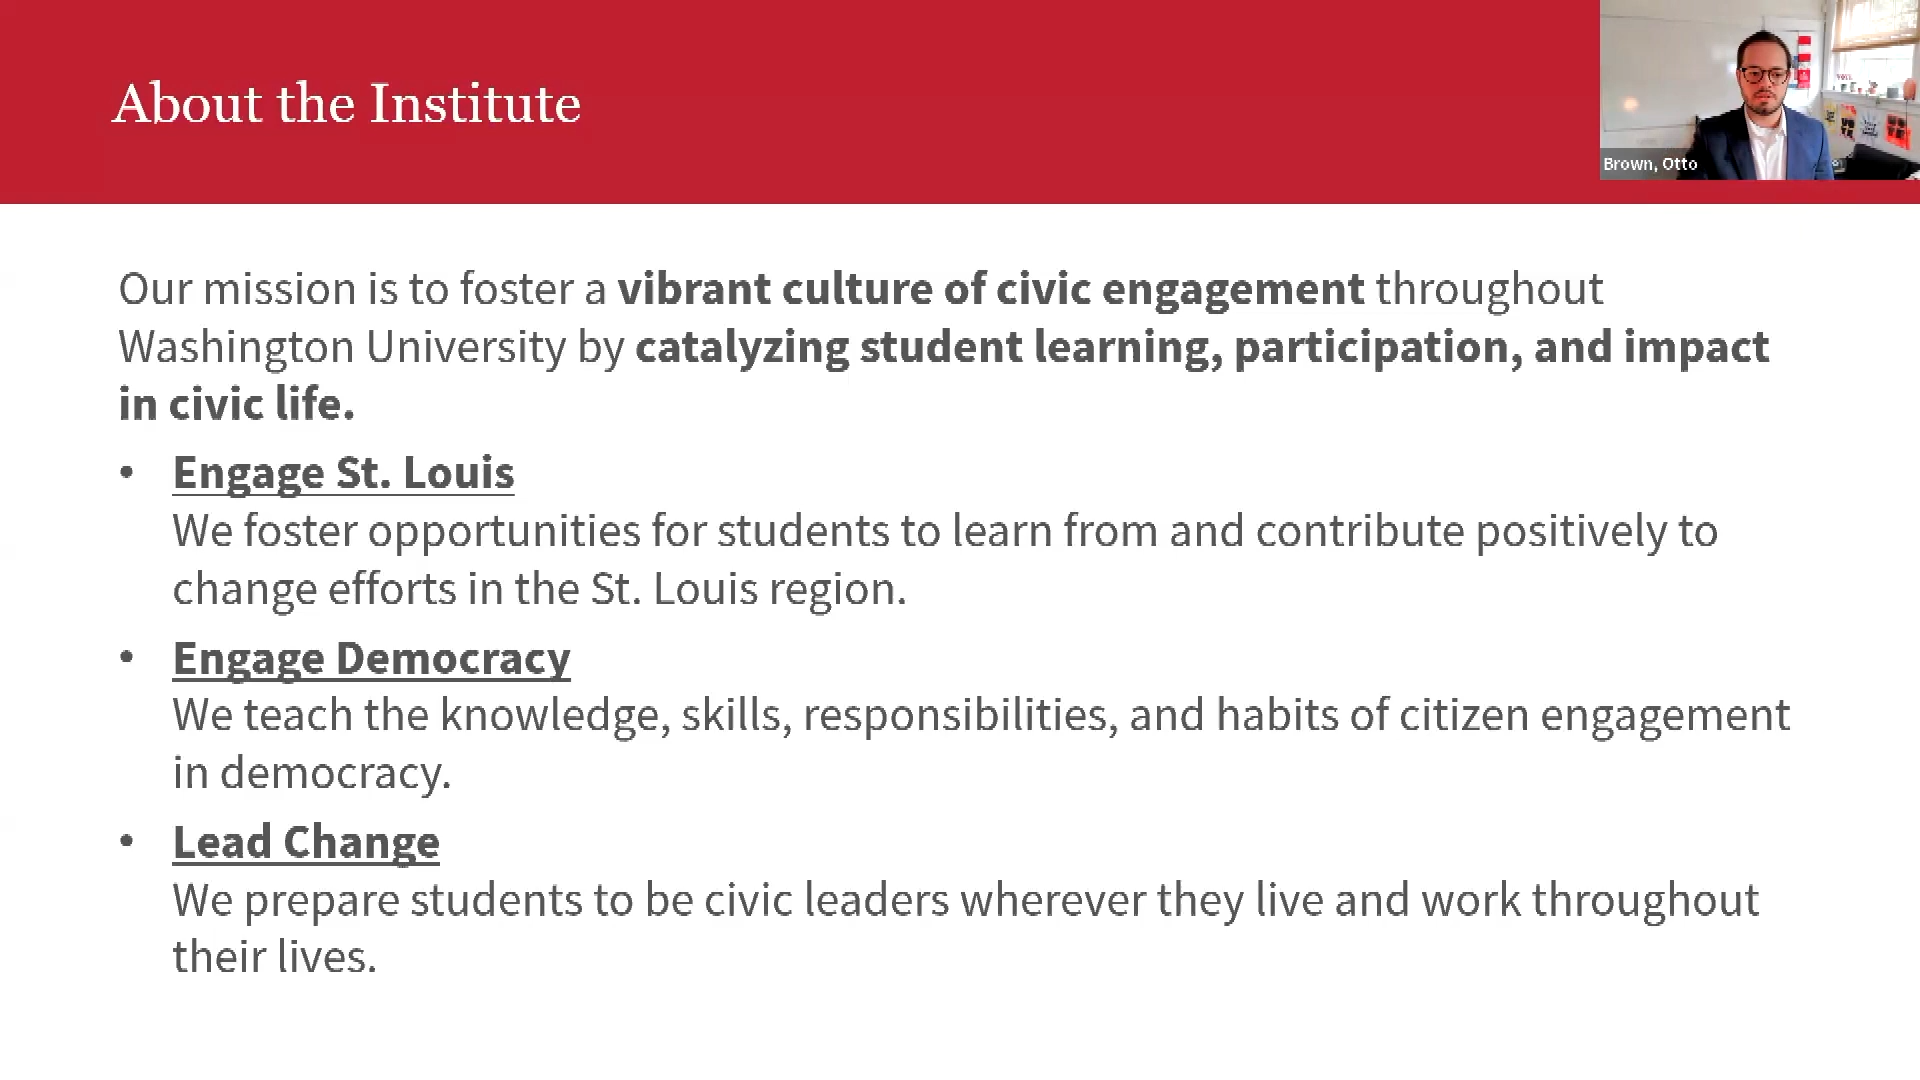 About the Institute
Brown, Otto
Our mission is to foster a vibrant culture of civic engagement throughout
Washington University by catalyzing student learning, participation, and impact
in civic life.
• Engage St. Louis
We foster opportunities for students to learn from and contribute positively to
change efforts in the St. Louis region.
• Engage Democracy
We teach the knowledge, skills, responsibilities, and habits of citizen engagement
in democracy.
• Lead Change
We prepare students to be civic leaders wherever they live and work throughout
their lives.